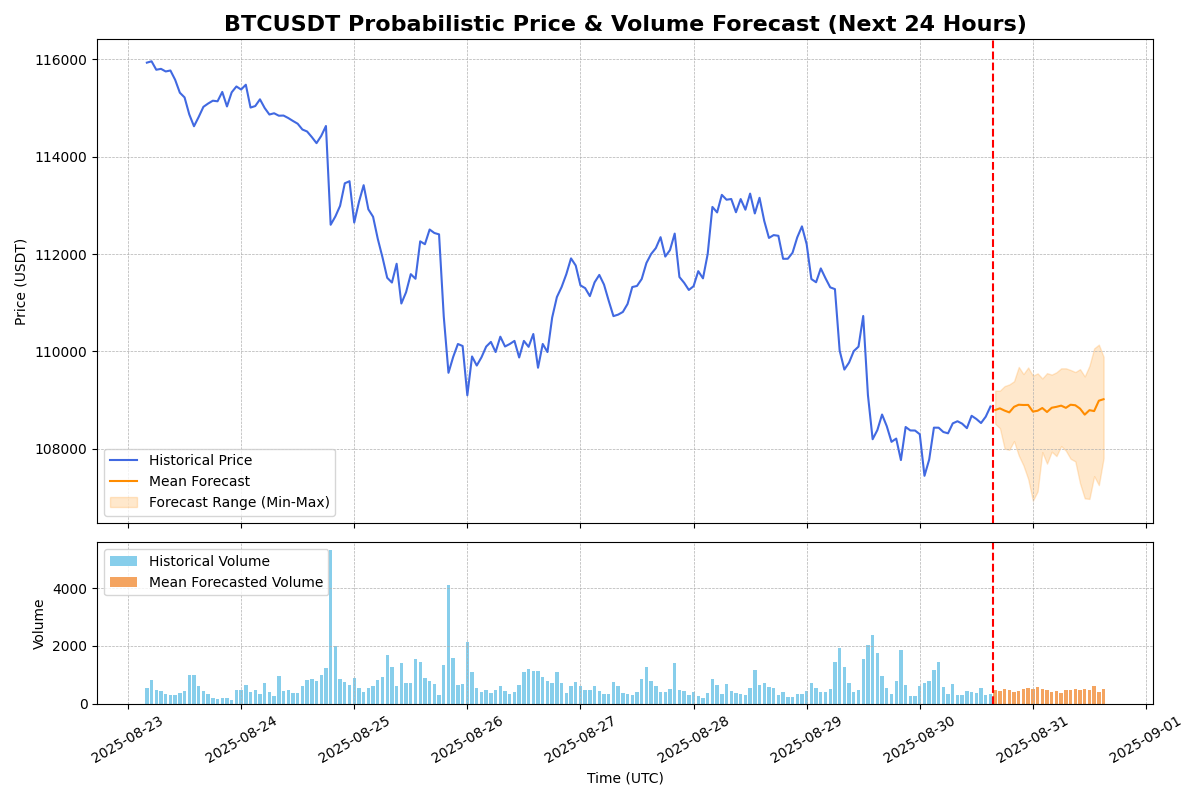 BTCUSDT Probabilistic Price & Volume Forecast (Next 24 Hours)
116000
114000
112000
110000
108000
Price (USDT)
Historical Price
Mean Forecast
Forecast Range (Min-Max)
Historical Volume
Mean Forecasted Volume
4000
2000
0
Volume
2025-08-23
2025-08-24
2025-08-25
2025-08-26
2025-08-27
2025-08-28
2025-08-29
2025-08-30
2025-08-31
2025-09-01
Time (UTC)